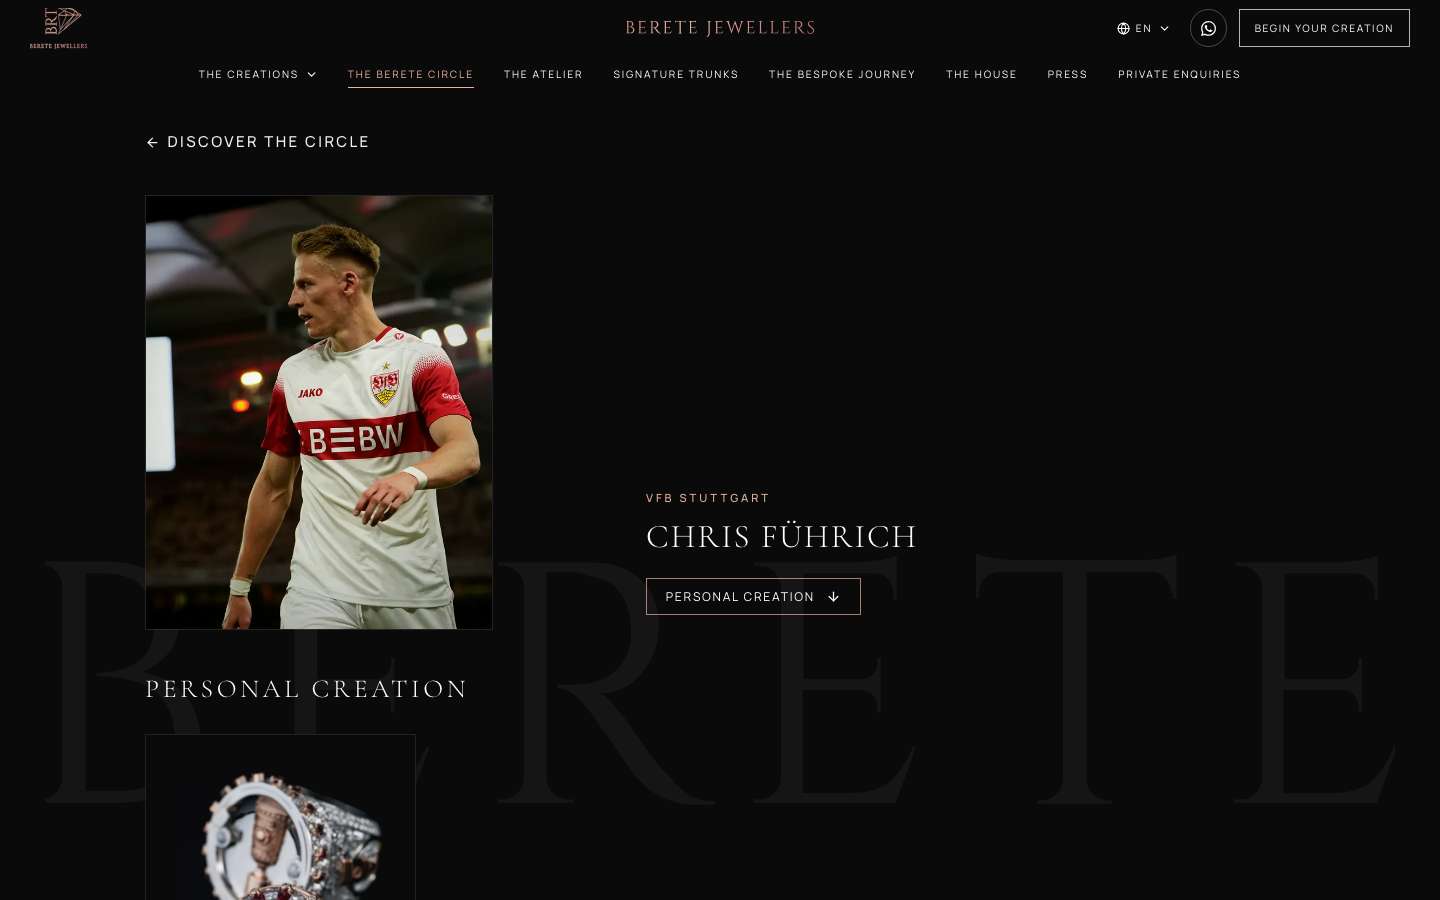 BRT
BERETE JEWELLERS
BERETE JEWELLERS
EN
BEGIN YOUR CREATION
THE CREATIONS
THE BERETE CIRCLE
THE ATELIER
SIGNATURE TRUNKS
THE BESPOKE JOURNEY
THE HOUSE
PRESS
PRIVATE ENQUIRIES
← DISCOVER THE CIRCLE
JAKO
VfB
BBW
VFB STUTTGART
CHRIS FÜHRICH
PERSONAL CREATION ↓
BERETE
PERSONAL CREATION